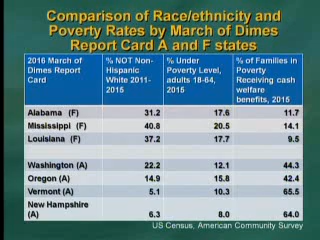 Comparison of Race/ethnicity and
Poverty Rates by March of Dimes
Report Card A and F states
2016 March of Dimes Report Card | % NOT Non-Hispanic White 2011-2015 | % Under Poverty Level, adults 18-64, 2015 | % of Families in Poverty Receiving cash welfare benefits, 2015
Alabama (F) 31.2 17.6 11.7
Mississippi (F) 40.8 20.5 14.1
Louisiana (F) 37.2 17.7 9.5
Washington (A) 22.2 12.1 44.3
Oregon (A) 14.9 15.8 42.4
Vermont (A) 5.1 10.3 65.5
New Hampshire (A) 6.3 8.0 64.0
US Census, American Community Survey